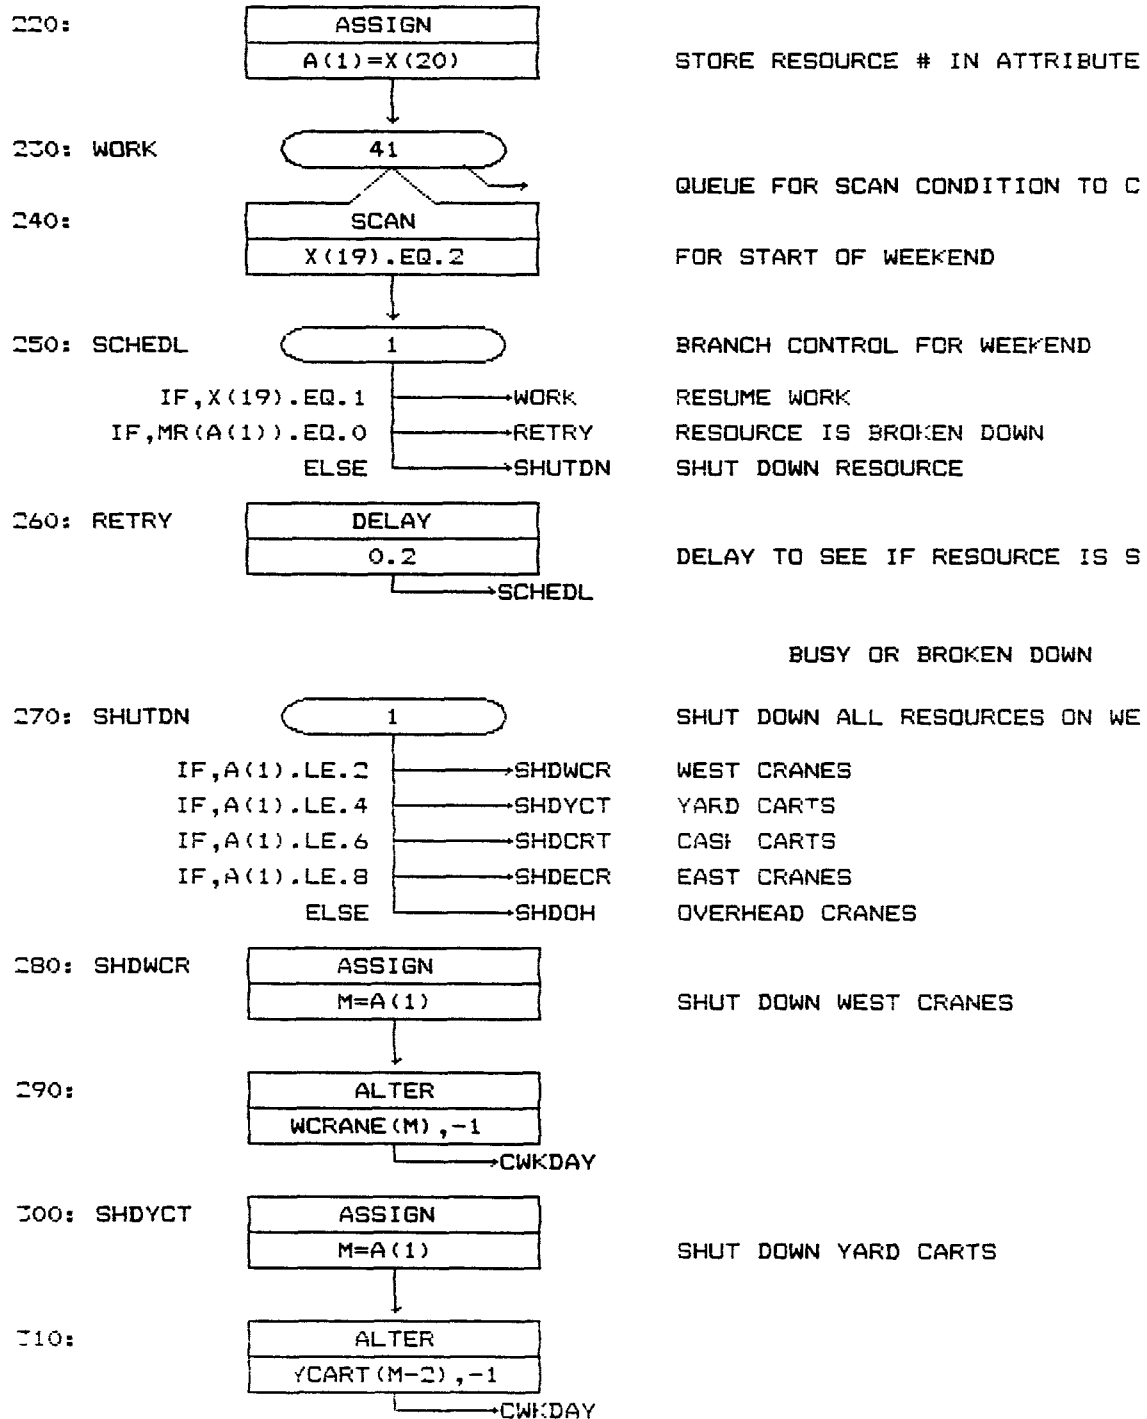 220: ASSIGN
A(1)=X(20) STORE RESOURCE # IN ATTRIBUTE
230: WORK 41
QUEUE FOR SCAN CONDITION TO C
240: SCAN
X(19).EQ.2 FOR START OF WEEKEND
250: SCHEDL 1 BRANCH CONTROL FOR WEEKEND
IF,X(19).EQ.1 WORK RESUME WORK
IF,MR(A(1)).EQ.0 RETRY RESOURCE IS BROKEN DOWN
ELSE SHUTDN SHUT DOWN RESOURCE
260: RETRY DELAY
0.2 DELAY TO SEE IF RESOURCE IS S
SCHEDL
BUSY OR BROKEN DOWN
270: SHUTDN 1 SHUT DOWN ALL RESOURCES ON WE
IF,A(1).LE.2 SHDWCR WEST CRANES
IF,A(1).LE.4 SHDYCT YARD CARTS
IF,A(1).LE.6 SHDCRT CASK CARTS
IF,A(1).LE.8 SHDECR EAST CRANES
ELSE SHDOH OVERHEAD CRANES
280: SHDWCR ASSIGN
M=A(1) SHUT DOWN WEST CRANES
290: ALTER
WCRANE(M),-1
CWKDAY
300: SHDYCT ASSIGN
M=A(1) SHUT DOWN YARD CARTS
310: ALTER
YCART(M-2),-1
CWKDAY